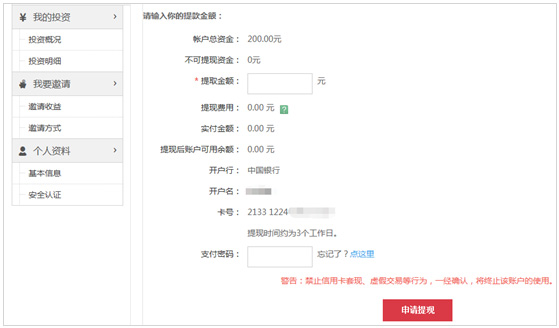 我的投资
投资概况
投资明细
我要邀请
邀请收益
邀请方式
个人资料
基本信息
安全认证
请输入你的提款金额：
帐户总资金： 200.00元
不可提现资金： 0元
* 提取金额： 元
提现费用： 0.00 元 ?
实付金额： 0.00 元
提现后账户可用余额： 0.00 元
开户行： 中国银行
开户名：
卡号： 2133 1224
提现时间约为3个工作日。
支付密码： 忘记了？点这里
警告：禁止信用卡套现、虚假交易等行为，一经确认，将终止该账户的使用。
申请提现